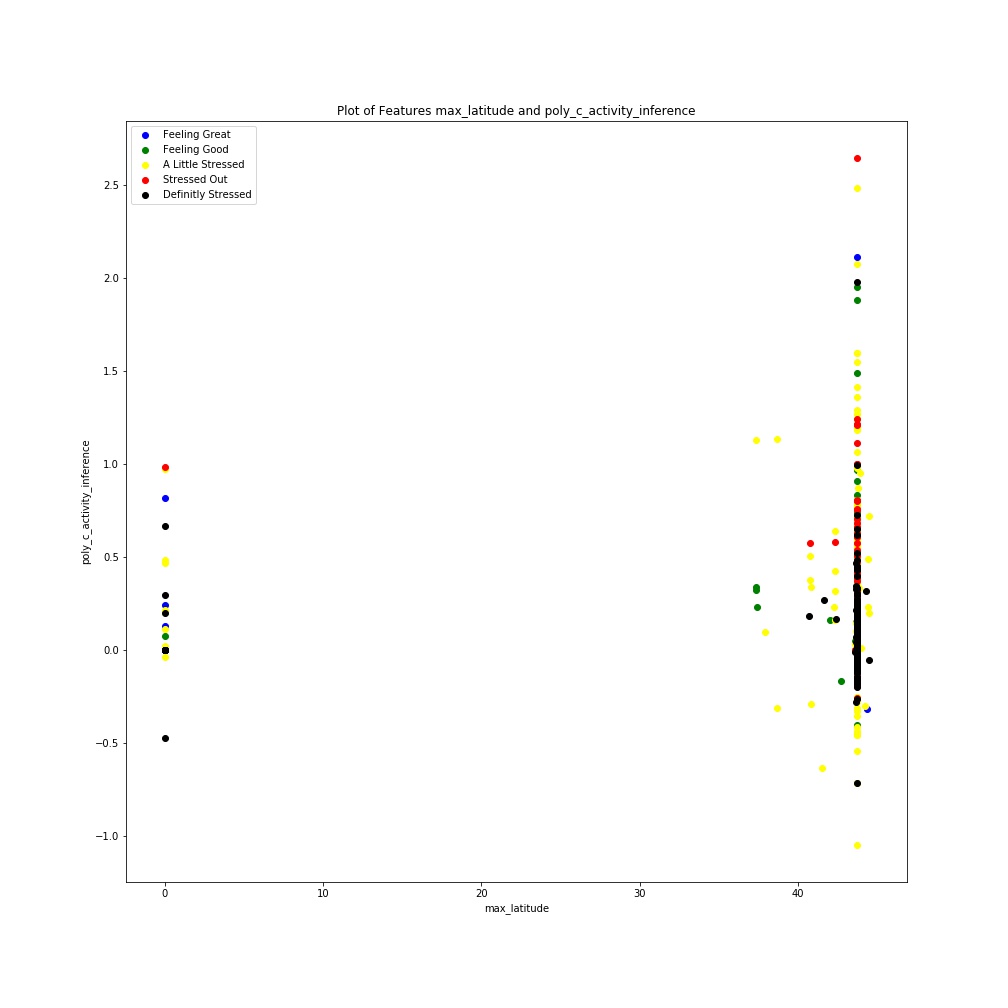 Plot of Features max_latitude and poly_c_activity_inference
Feeling Great
Feeling Good
A Little Stressed
Stressed Out
Definitly Stressed
poly_c_activity_inference
2.5
2.0
1.5
1.0
0.5
0.0
−0.5
−1.0
0 10 20 30 40
max_latitude